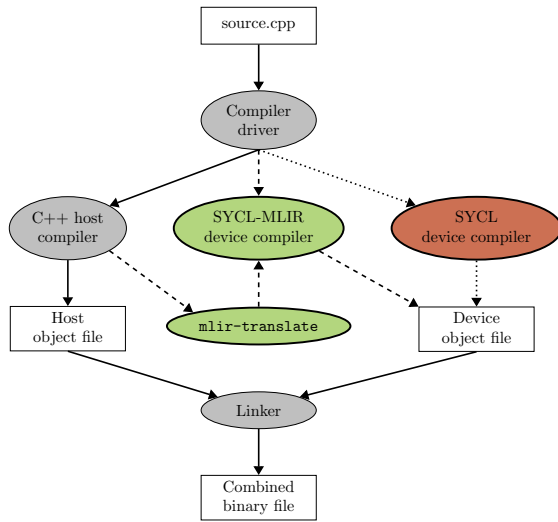 source.cpp
Compiler
driver
C++ host
compiler
SYCL-MLIR
device compiler
SYCL
device compiler
Host
object file
mlir-translate
Device
object file
Linker
Combined
binary file